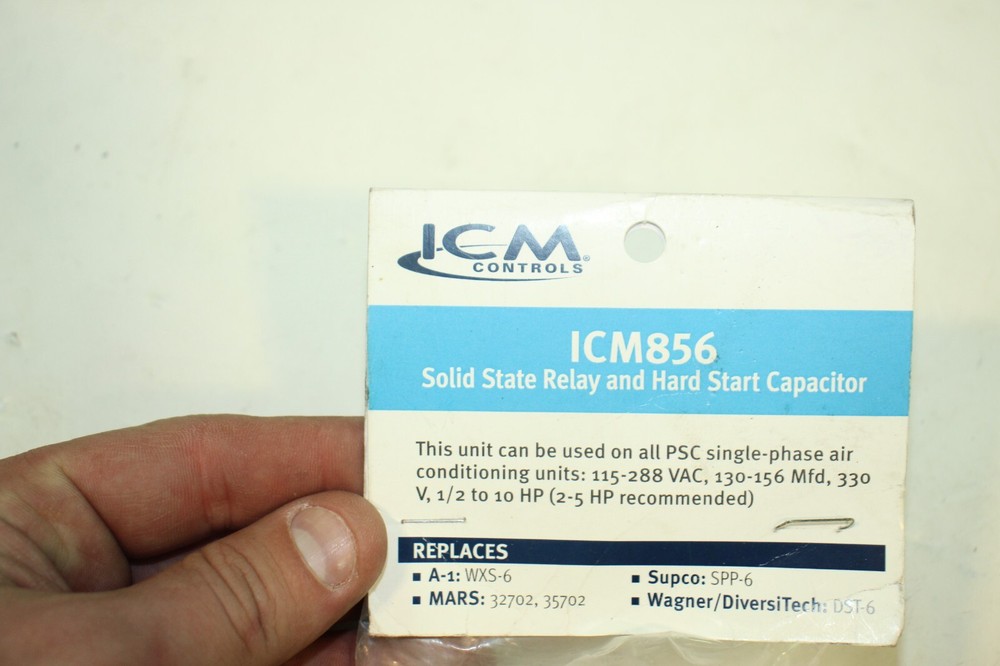 ICM®
CONTROLS
ICM856
Solid State Relay and Hard Start Capacitor
This unit can be used on all PSC single-phase air
conditioning units: 115-288 VAC, 130-156 Mfd, 330
V, 1/2 to 10 HP (2-5 HP recommended)
REPLACES
▪ A-1: WXS-6
▪ Supco: SPP-6
▪ MARS: 32702, 35702
▪ Wagner/DiversiTech: DST-6